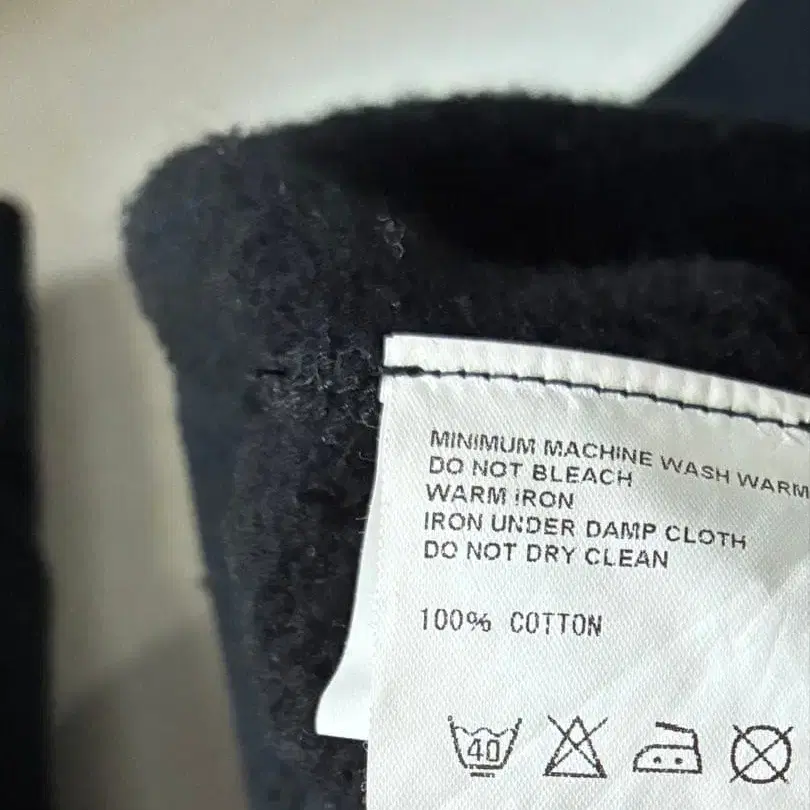 MINIMUM MACHINE WASH WARM
DO NOT BLEACH
WARM IRON
IRON UNDER DAMP CLOTH
DO NOT DRY CLEAN
100% COTTON
40